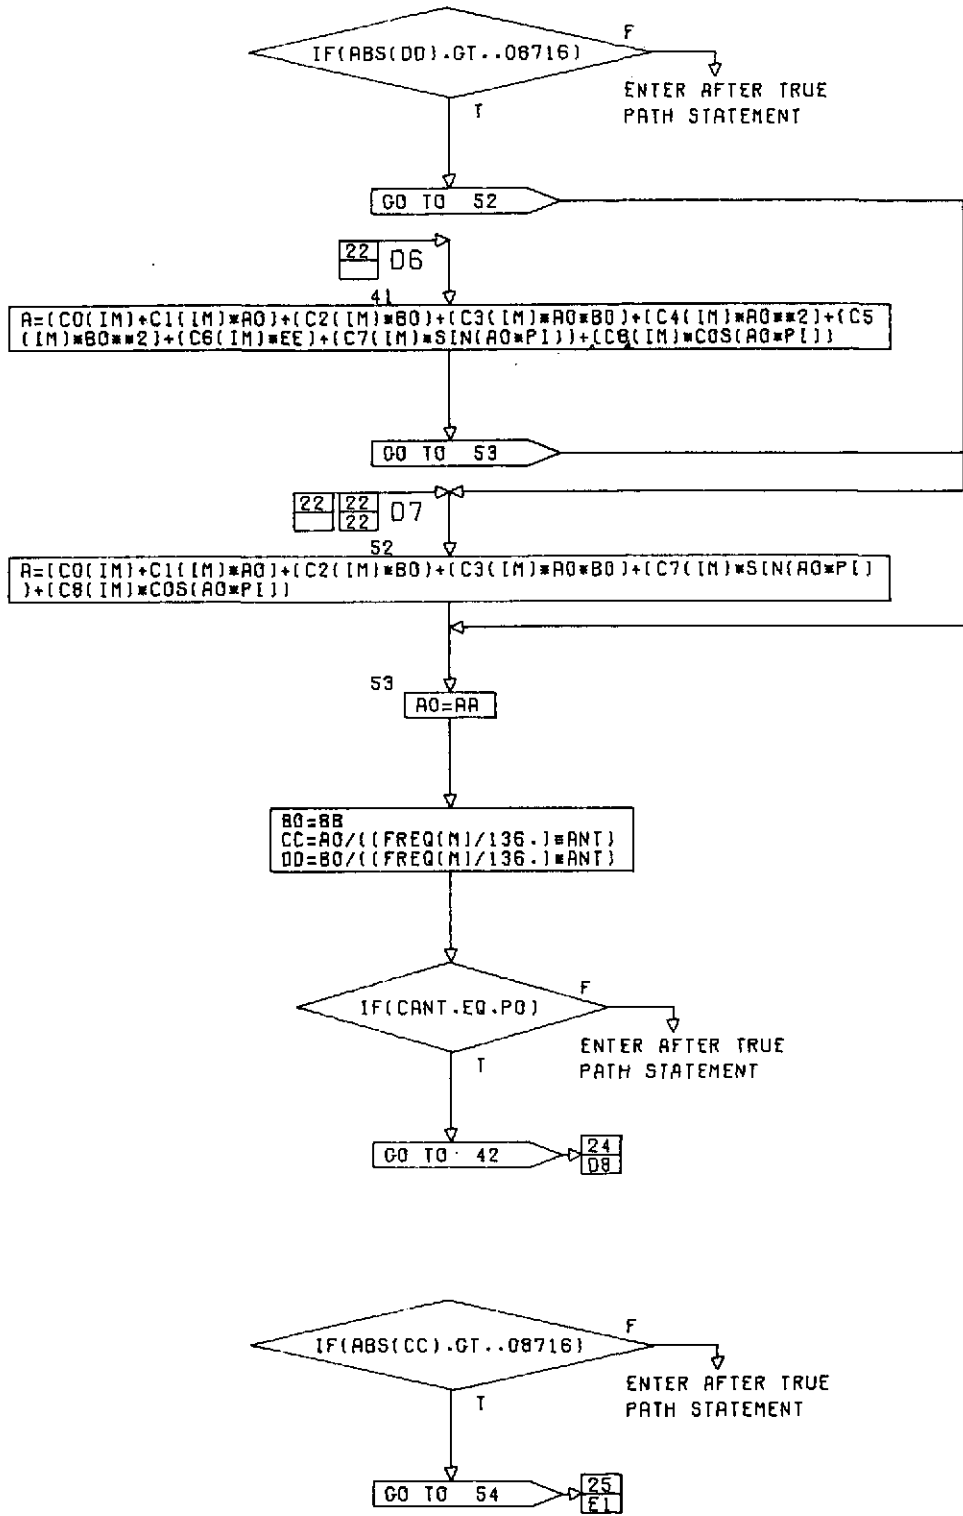 IF(ABS(DD).GT..08716)
F
ENTER AFTER TRUE
PATH STATEMENT
T
GO TO 52
22
D6
41
A=(C0(IM)+C1(IM)*A0)+(C2(IM)*B0)+(C3(IM)*A0*B0)+(C4(IM)*A0**2)+(C5
(IM)*B0**2)+(C6(IM)*EE)+(C7(IM)*SIN(A0*PI))+(C8(IM)*COS(A0*PI))
GO TO 53
22 22
22
D7
52
A=(C0(IM)+C1(IM)*A0)+(C2(IM)*B0)+(C3(IM)*A0*B0)+(C7(IM)*SIN(A0*PI)
)+(C8(IM)*COS(A0*PI))
53
A0=AA
B0=BB
CC=A0/((FREQ(M)/136.)*ANT)
DD=B0/((FREQ(M)/136.)*ANT)
IF(CANT.EQ.PO)
F
ENTER AFTER TRUE
PATH STATEMENT
T
GO TO 42
24
D8
IF(ABS(CC).GT..08716)
F
ENTER AFTER TRUE
PATH STATEMENT
T
GO TO 54
25
E1